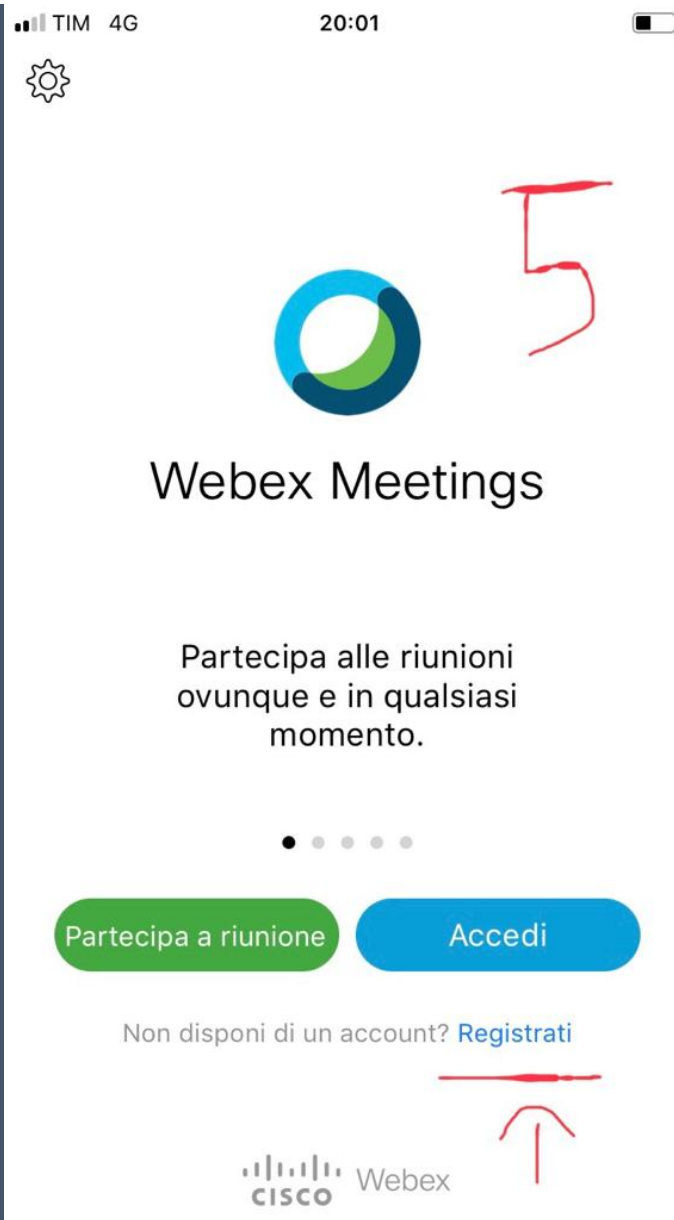 TIM 4G 20:01
5
Webex Meetings
Partecipa alle riunioni
ovunque e in qualsiasi
momento.
Partecipa a riunione Accedi
Non disponi di un account? Registrati
CISCO Webex